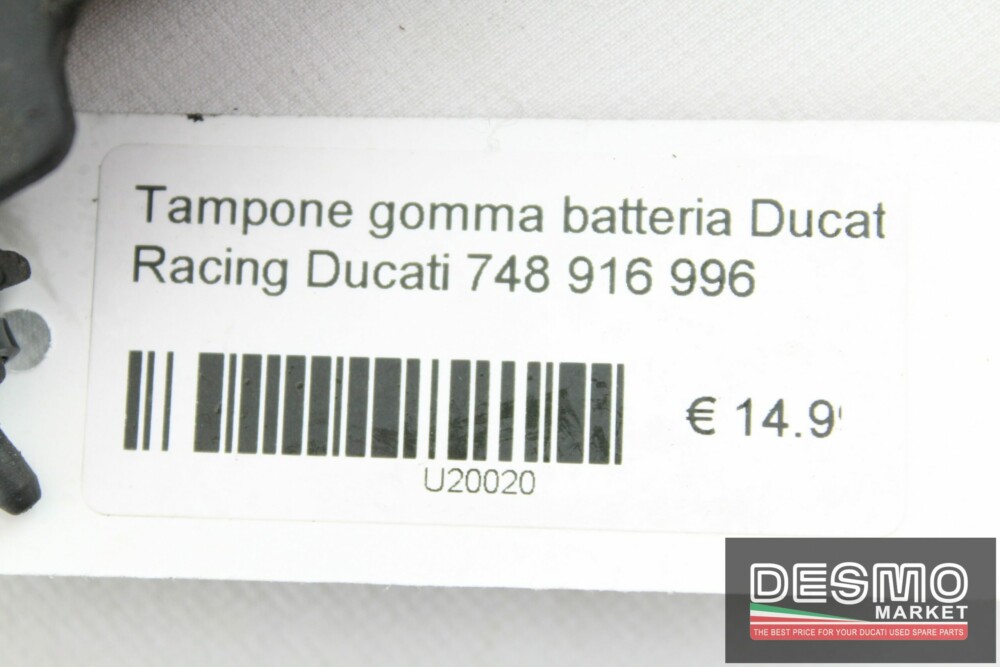 Tampone gomma batteria Ducat
Racing Ducati 748 916 996
€ 14.9
U20020
DESMO
MARKET
THE BEST PRICE FOR YOUR DUCATI USED SPARE PARTS